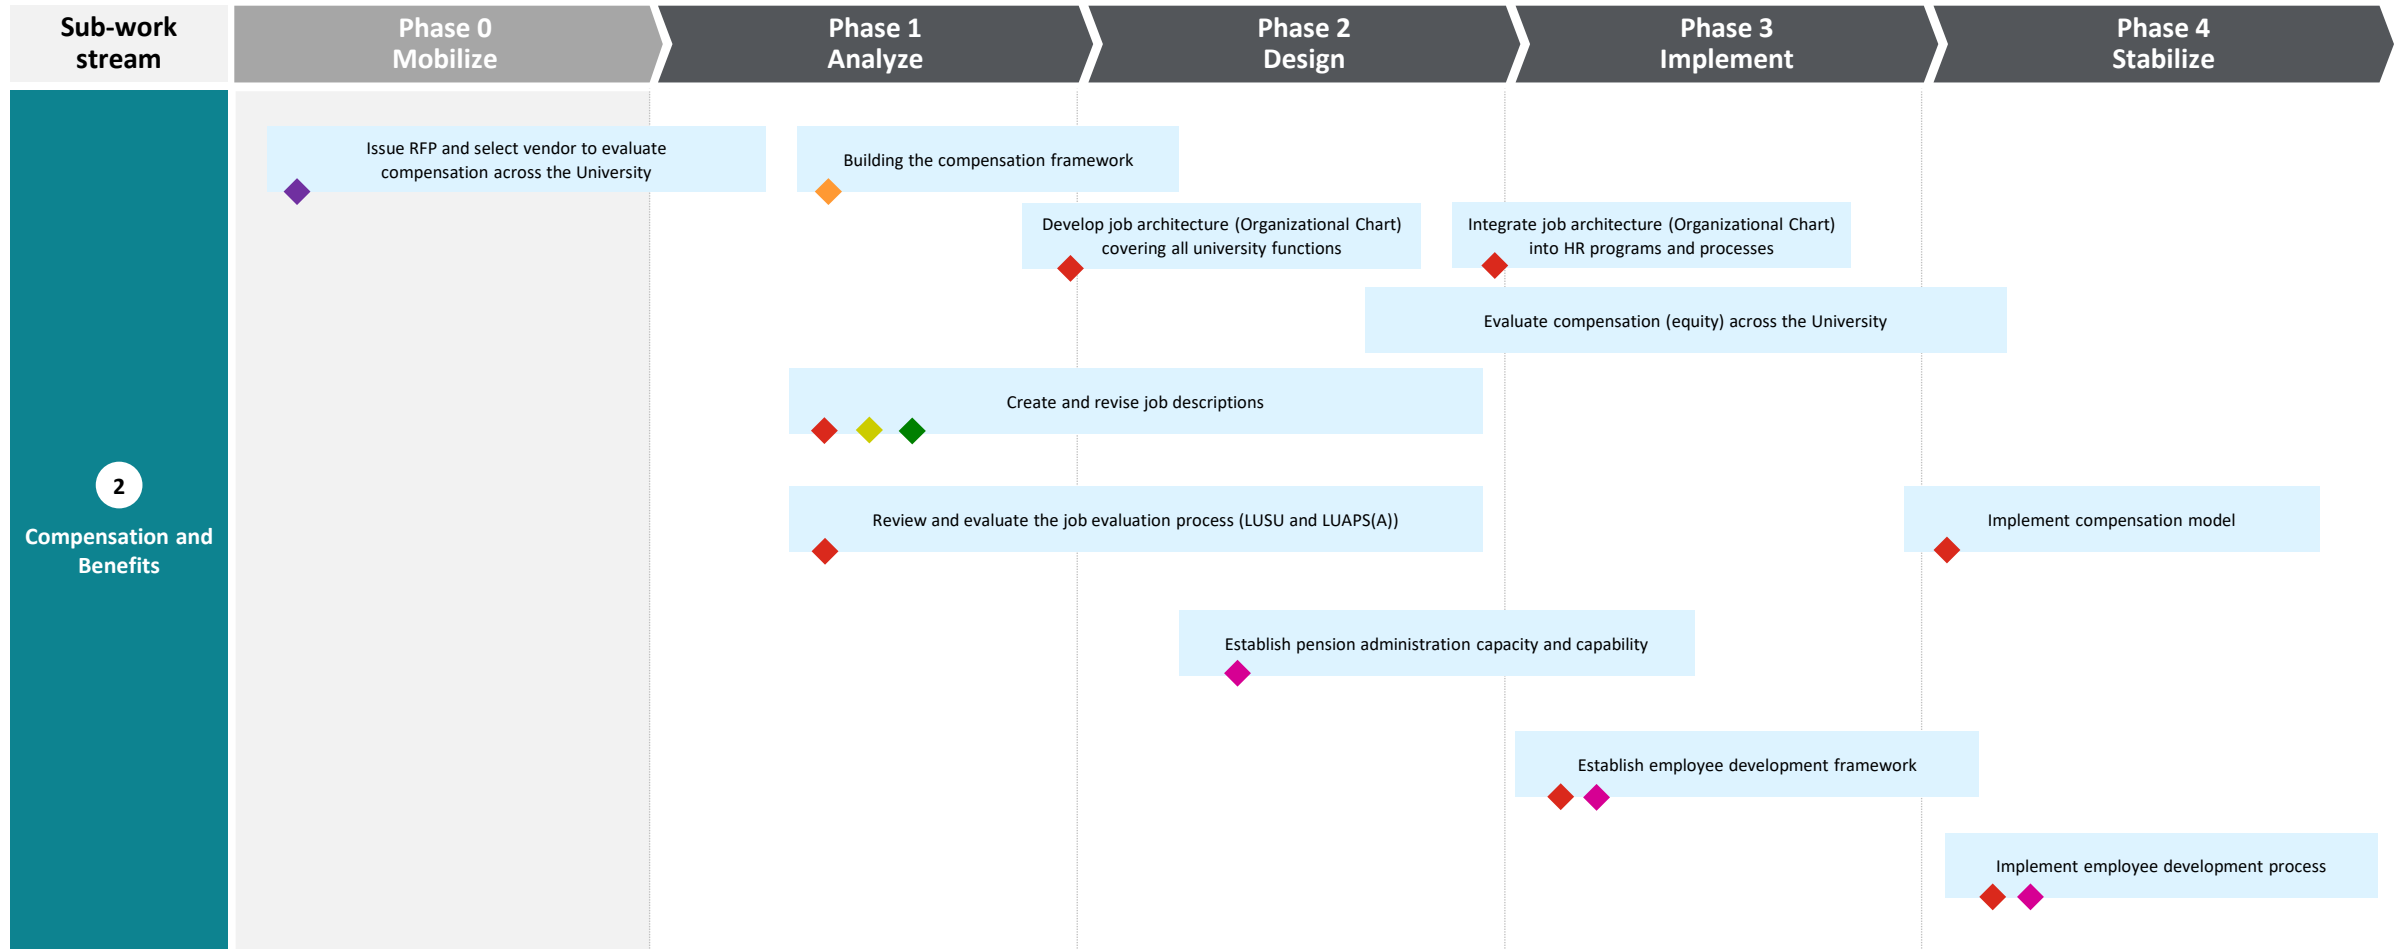 Sub-work
stream
Phase 0
Mobilize
Phase 1
Analyze
Phase 2
Design
Phase 3
Implement
Phase 4
Stabilize
2
Compensation and
Benefits
Issue RFP and select vendor to evaluate
compensation across the University
Building the compensation framework
Develop job architecture (Organizational Chart)
covering all university functions
Integrate job architecture (Organizational Chart)
into HR programs and processes
Evaluate compensation (equity) across the University
Create and revise job descriptions
Review and evaluate the job evaluation process (LUSU and LUAPS(A))
Implement compensation model
Establish pension administration capacity and capability
Establish employee development framework
Implement employee development process